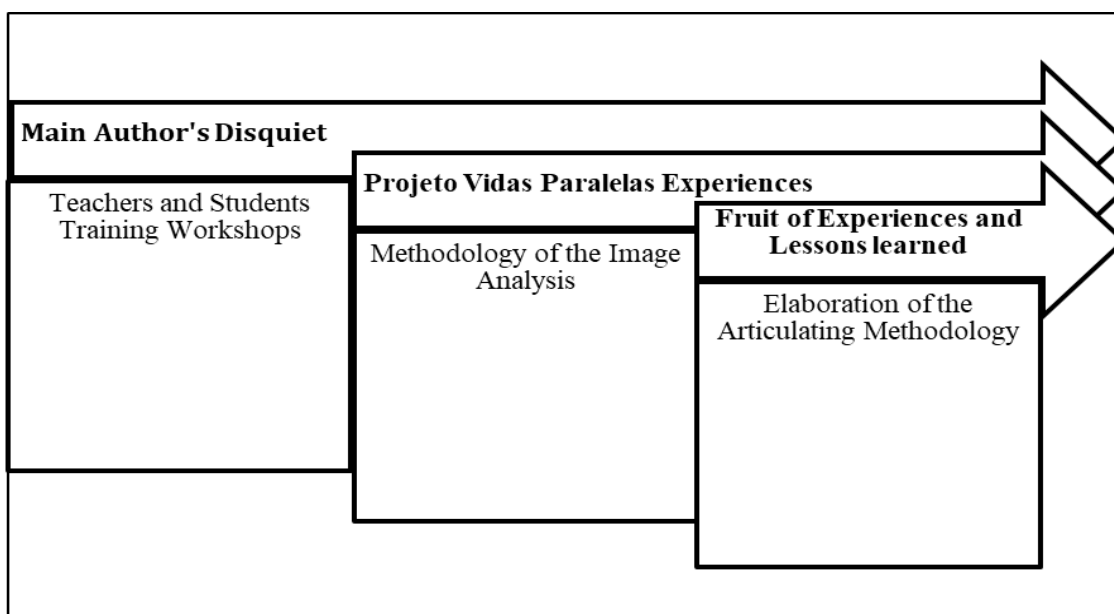 Main Author's Disquiet
Teachers and Students
Training Workshops
Projeto Vidas Paralelas Experiences
Methodology of the Image
Analysis
Fruit of Experiences and
Lessons learned
Elaboration of the
Articulating Methodology